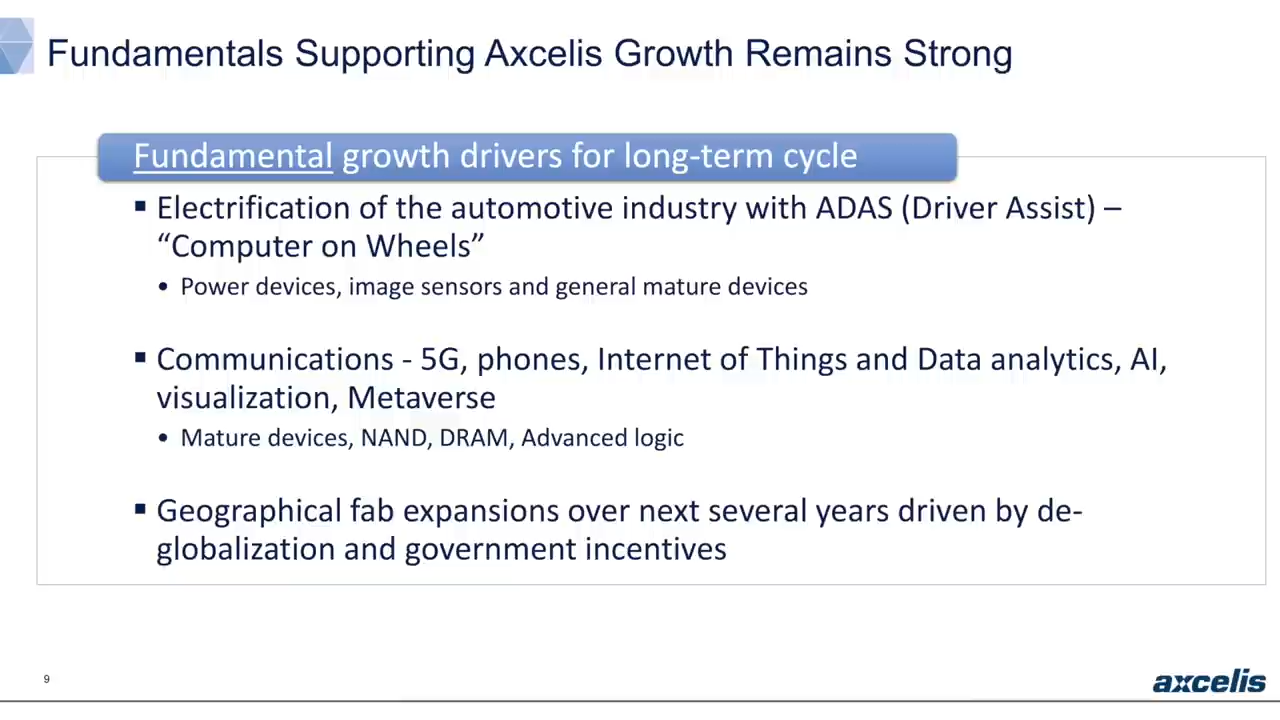 Fundamentals Supporting Axcelis Growth Remains Strong
Fundamental growth drivers for long-term cycle
▪ Electrification of the automotive industry with ADAS (Driver Assist) –
“Computer on Wheels”
• Power devices, image sensors and general mature devices
▪ Communications - 5G, phones, Internet of Things and Data analytics, AI,
visualization, Metaverse
• Mature devices, NAND, DRAM, Advanced logic
▪ Geographical fab expansions over next several years driven by de-
globalization and government incentives
9
axcelis